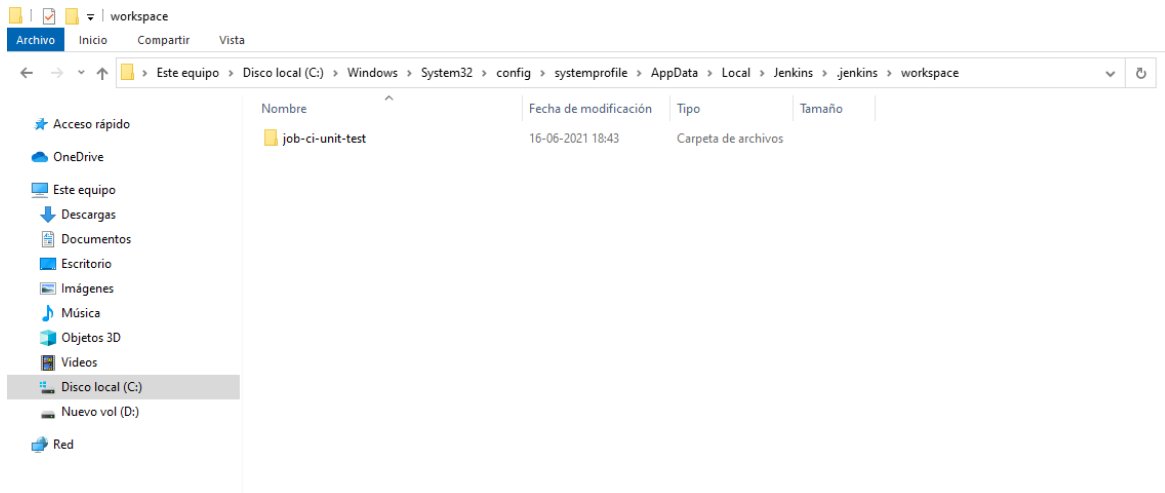 workspace
Archivo Inicio Compartir Vista
Este equipo > Disco local (C:) > Windows > System32 > config > systemprofile > AppData > Local > Jenkins > .jenkins > workspace
Nombre Fecha de modificación Tipo Tamaño
job-ci-unit-test 16-06-2021 18:43 Carpeta de archivos
Acceso rápido
OneDrive
Este equipo
Descargas
Documentos
Escritorio
Imágenes
Música
Objetos 3D
Videos
Disco local (C:)
Nuevo vol (D:)
Red